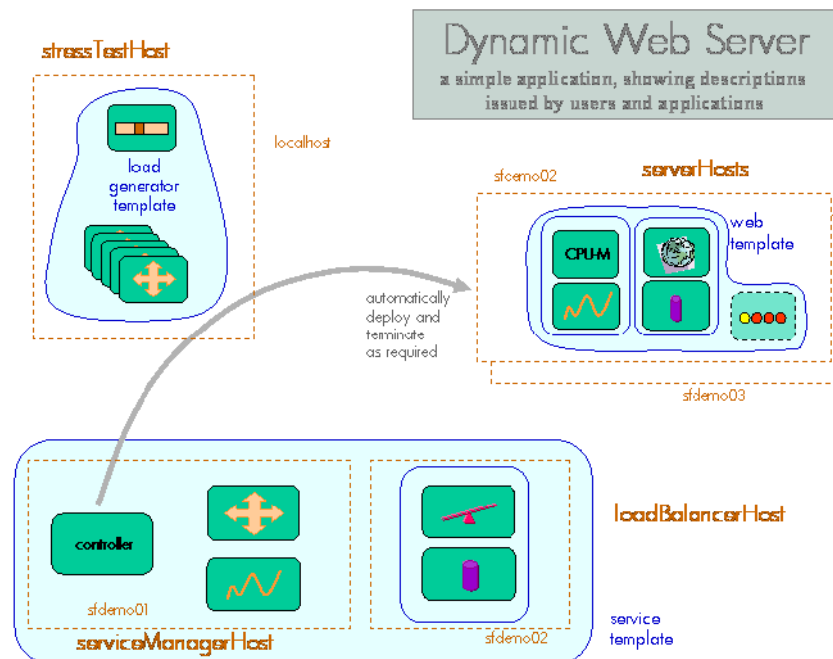 Dynamic Web Server
a simple application, showing descriptions
issued by users and applications
stressTestHost
localhost
load
generator
template
serverHosts
sfdemo02
web
template
CPU-M
automatically
deploy and
terminate
as required
sfdemo03
controller
sfdemo01
serviceManagerHost
loadBalancerHost
sfdemo02
service
template